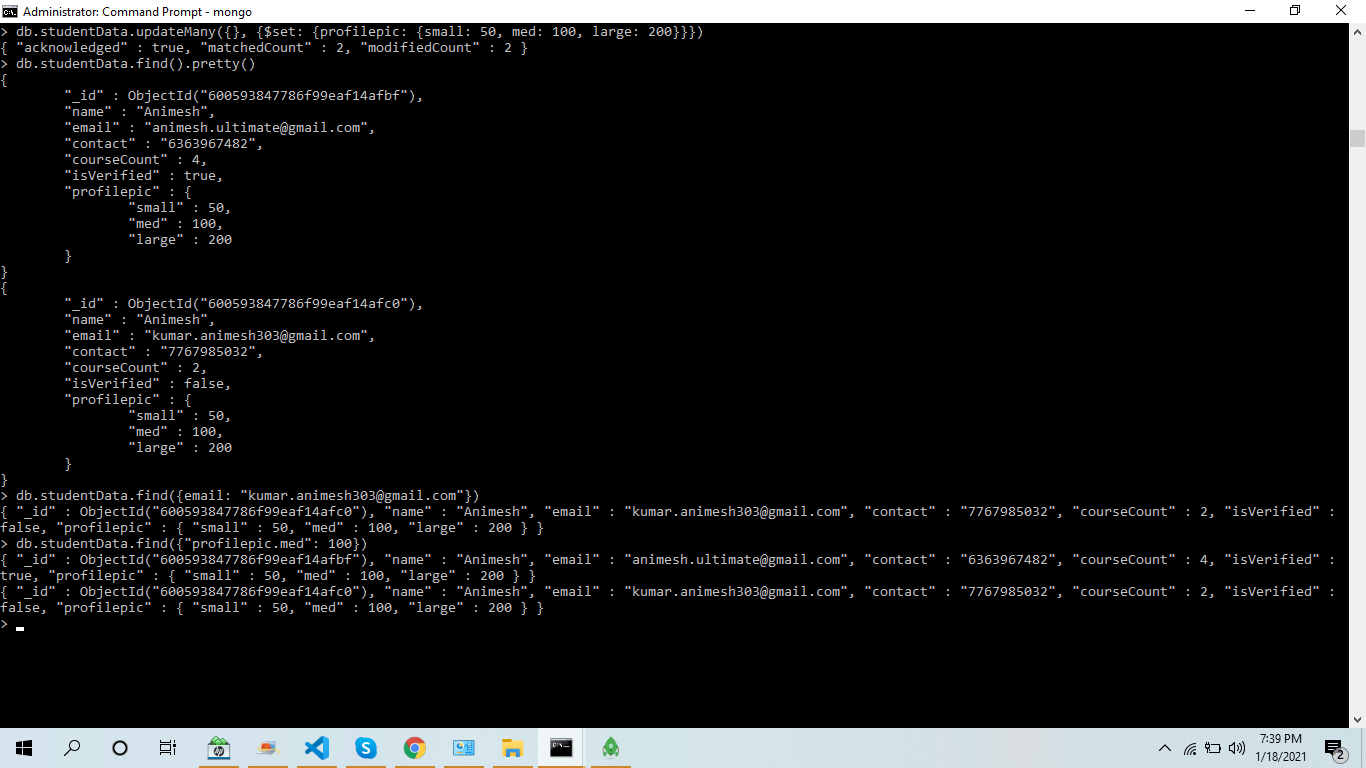 Administrator: Command Prompt - mongo
> db.studentData.updateMany({}, {$set: {profilepic: {small: 50, med: 100, large: 200}}})
{ "acknowledged" : true, "matchedCount" : 2, "modifiedCount" : 2 }
> db.studentData.find().pretty()
{
"_id" : ObjectId("600593847786f99eaf14afbf"),
"name" : "Animesh",
"email" : "animesh.ultimate@gmail.com",
"contact" : "6363967482",
"courseCount" : 4,
"isVerified" : true,
"profilepic" : {
"small" : 50,
"med" : 100,
"large" : 200
}
}
{
"_id" : ObjectId("600593847786f99eaf14afc0"),
"name" : "Animesh",
"email" : "kumar.animesh303@gmail.com",
"contact" : "7767985032",
"courseCount" : 2,
"isVerified" : false,
"profilepic" : {
"small" : 50,
"med" : 100,
"large" : 200
}
}
> db.studentData.find({email: "kumar.animesh303@gmail.com"})
{ "_id" : ObjectId("600593847786f99eaf14afc0"), "name" : "Animesh", "email" : "kumar.animesh303@gmail.com", "contact" : "7767985032", "courseCount" : 2, "isVerified" :
false, "profilepic" : { "small" : 50, "med" : 100, "large" : 200 } }
> db.studentData.find({"profilepic.med": 100})
{ "_id" : ObjectId("600593847786f99eaf14afbf"), "name" : "Animesh", "email" : "animesh.ultimate@gmail.com", "contact" : "6363967482", "courseCount" : 4, "isVerified" :
true, "profilepic" : { "small" : 50, "med" : 100, "large" : 200 } }
{ "_id" : ObjectId("600593847786f99eaf14afc0"), "name" : "Animesh", "email" : "kumar.animesh303@gmail.com", "contact" : "7767985032", "courseCount" : 2, "isVerified" :
false, "profilepic" : { "small" : 50, "med" : 100, "large" : 200 } }
>
7:39 PM
1/18/2021
2